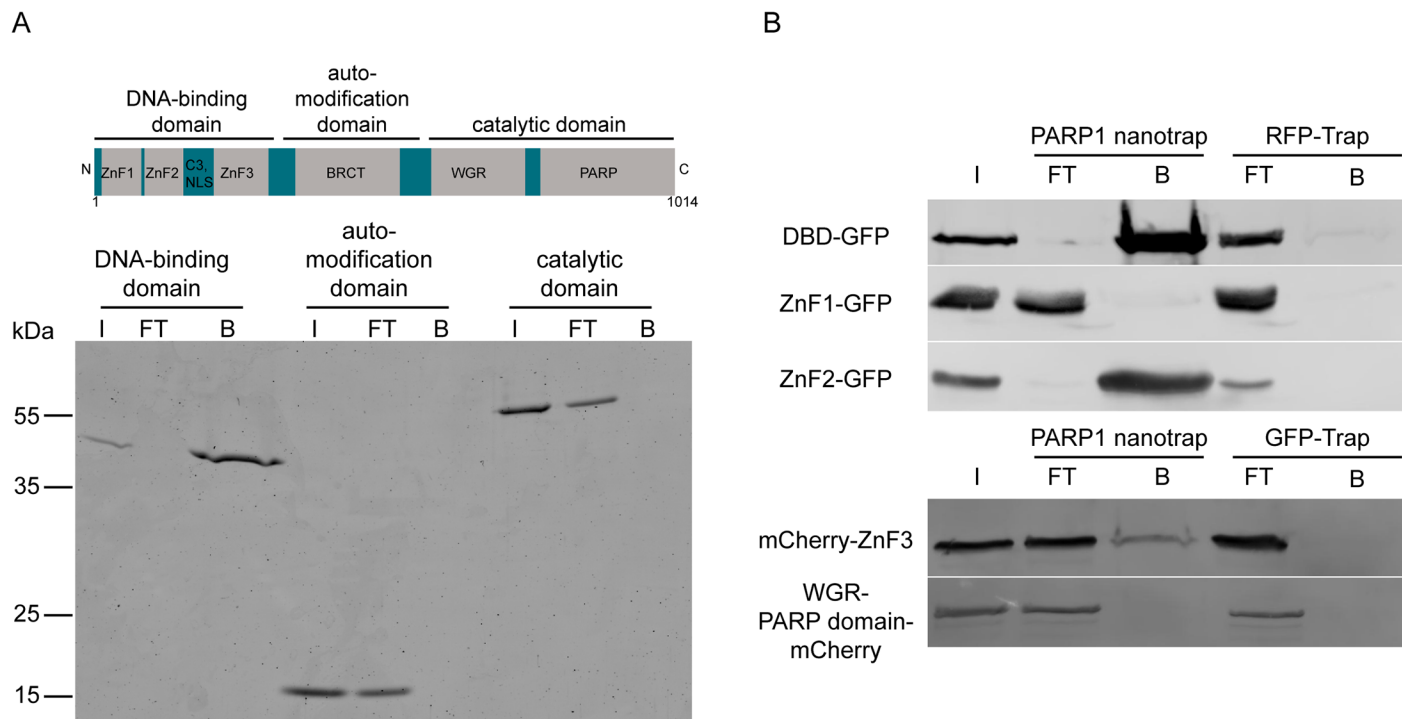 A
DNA-binding
domain
auto-
modification
domain
catalytic domain
N
ZnF1
ZnF2
C3,
NLS
ZnF3
BRCT
WGR
PARP
C
1
1014
DNA-binding
domain
auto-
modification
domain
catalytic
domain
kDa
I
FT
B
I
FT
B
I
FT
B
55
35
25
15
B
PARP1 nanotrap
RFP-Trap
I
FT
B
FT
B
DBD-GFP
ZnF1-GFP
ZnF2-GFP
PARP1 nanotrap
GFP-Trap
I
FT
B
FT
B
mCherry-ZnF3
WGR-
PARP domain-
mCherry